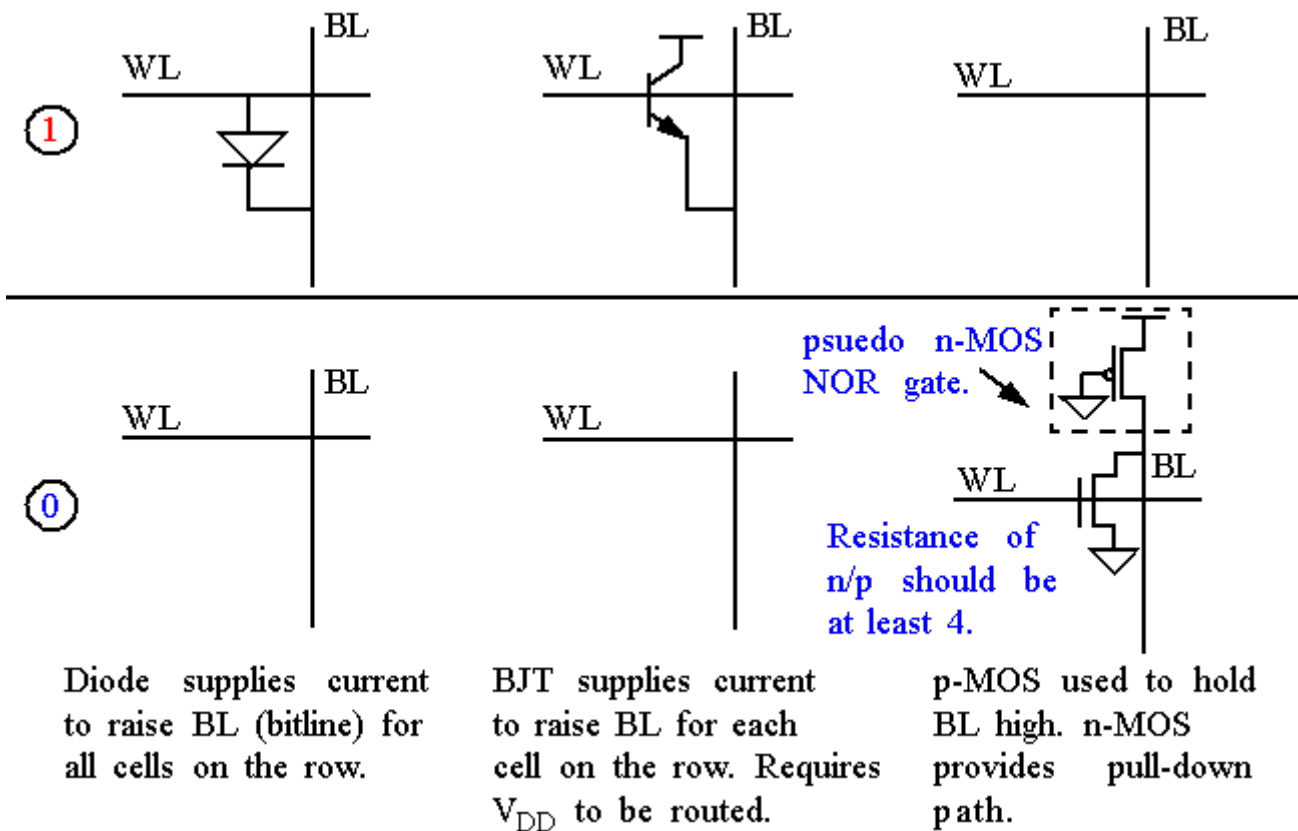 BL
WL
BL
WL
BL
WL
1
psuedo n-MOS
NOR gate.
BL
WL
WL
BL
WL
0
Resistance of
n/p should be
at least 4.
Diode supplies current
to raise BL (bitline) for
all cells on the row.
BJT supplies current
to raise BL for each
cell on the row. Requires
VDD to be routed.
p-MOS used to hold
BL high. n-MOS
provides pull-down
path.